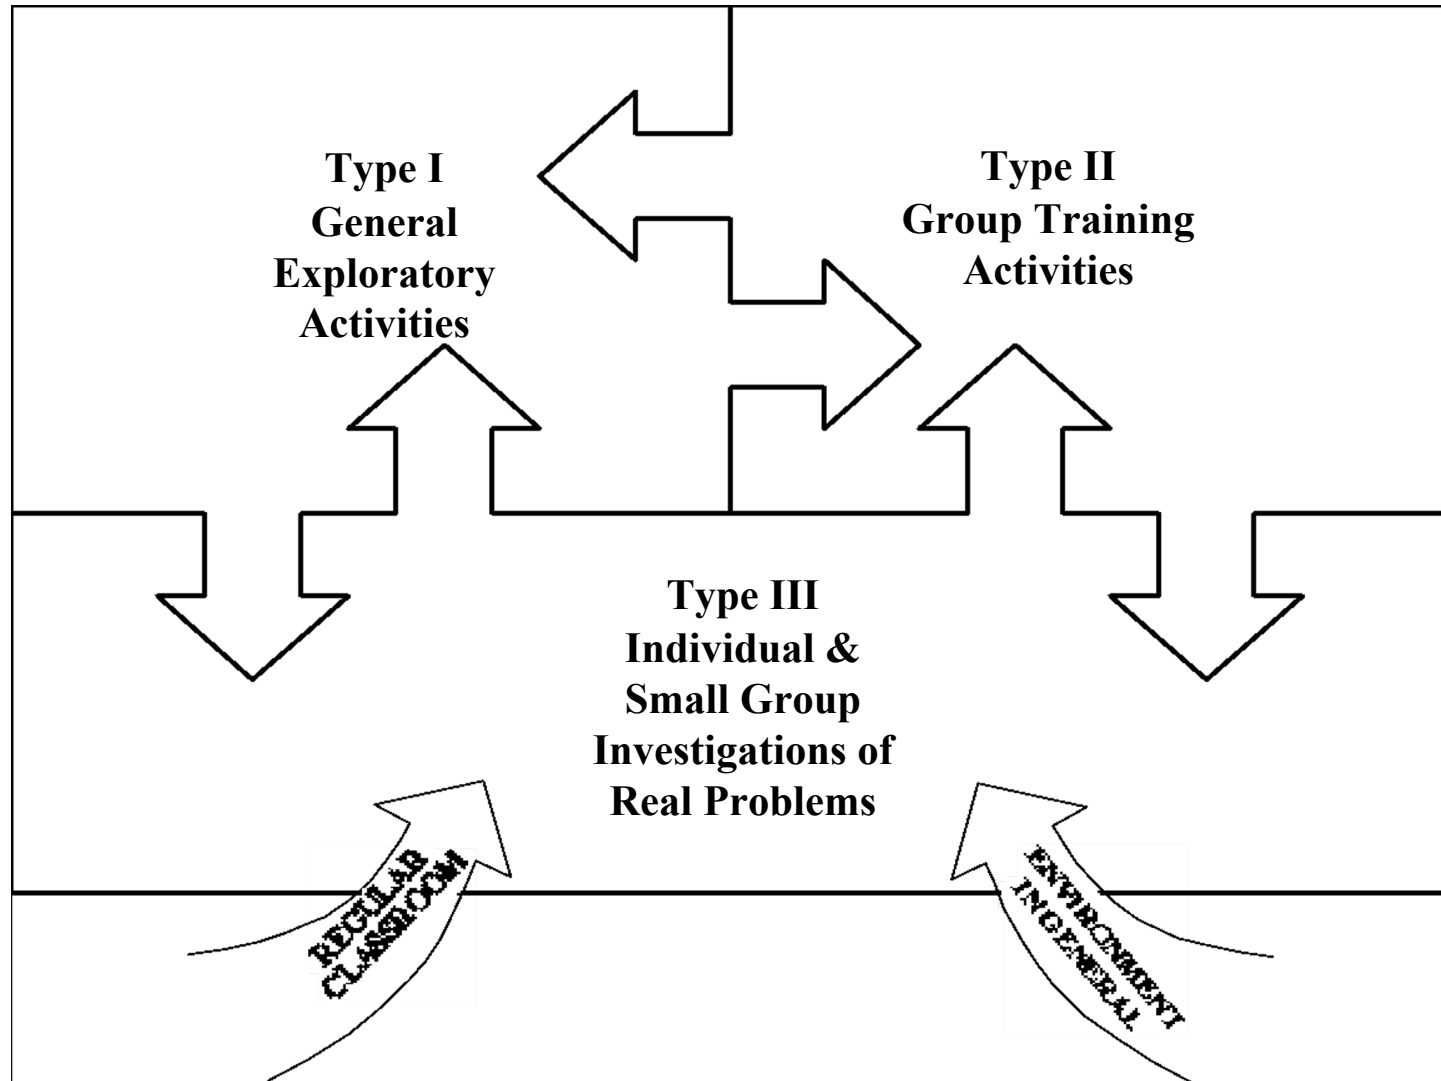 Type I
General
Exploratory
Activities
Type II
Group Training
Activities
Type III
Individual &
Small Group
Investigations of
Real Problems
REGULAR
CLASSROOM
ENVIRONMENT
IN GENERAL